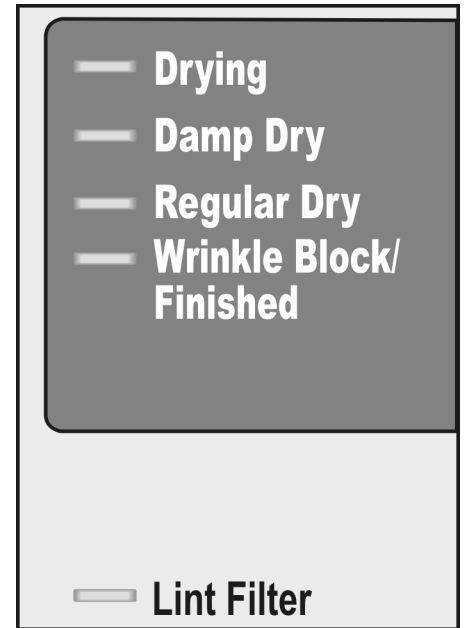 Drying
Damp Dry
Regular Dry
Wrinkle Block/
Finished
Lint Filter